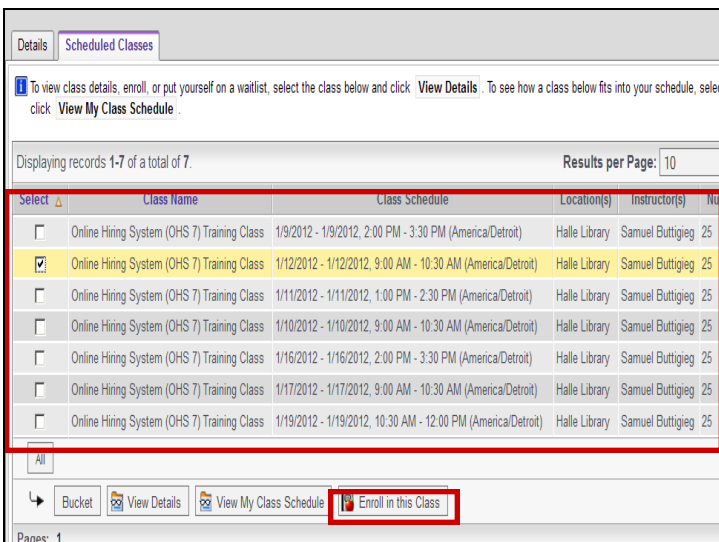 Details Scheduled Classes
To view class details, enroll, or put yourself on a waitlist, select the class below and click View Details . To see how a class below fits into your schedule, selec
click View My Class Schedule .
Displaying records 1-7 of a total of 7. Results per Page: 10
Select Class Name Class Schedule Location(s) Instructor(s) Nu
Online Hiring System (OHS 7) Training Class 1/9/2012 - 1/9/2012, 2:00 PM - 3:30 PM (America/Detroit) Halle Library Samuel Buttigieg 25
Online Hiring System (OHS 7) Training Class 1/12/2012 - 1/12/2012, 9:00 AM - 10:30 AM (America/Detroit) Halle Library Samuel Buttigieg 25
Online Hiring System (OHS 7) Training Class 1/11/2012 - 1/11/2012, 1:00 PM - 2:30 PM (America/Detroit) Halle Library Samuel Buttigieg 25
Online Hiring System (OHS 7) Training Class 1/10/2012 - 1/10/2012, 9:00 AM - 10:30 AM (America/Detroit) Halle Library Samuel Buttigieg 25
Online Hiring System (OHS 7) Training Class 1/16/2012 - 1/16/2012, 2:00 PM - 3:30 PM (America/Detroit) Halle Library Samuel Buttigieg 25
Online Hiring System (OHS 7) Training Class 1/17/2012 - 1/17/2012, 9:00 AM - 10:30 AM (America/Detroit) Halle Library Samuel Buttigieg 25
Online Hiring System (OHS 7) Training Class 1/19/2012 - 1/19/2012, 10:30 AM - 12:00 PM (America/Detroit) Halle Library Samuel Buttigieg 25
All
Bucket View Details View My Class Schedule Enroll in this Class
Pages: 1